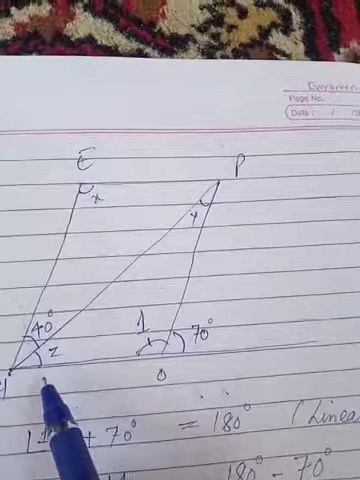 Evergreen
Page No.
Date: / /
E P
x
y
40°
z
1
70°
H O
∠1 + 70° = 180° (Linea
180° - 70°